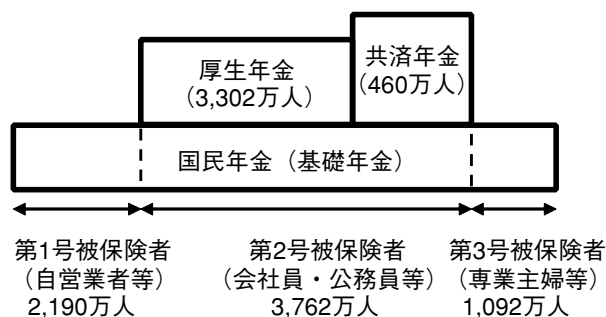 厚生年金
（3,302万人）
共済年金
（460万人）
国民年金（基礎年金）
第1号被保険者
（自営業者等）
2,190万人
第2号被保険者
（会社員・公務員等）
3,762万人
第3号被保険者
（専業主婦等）
1,092万人